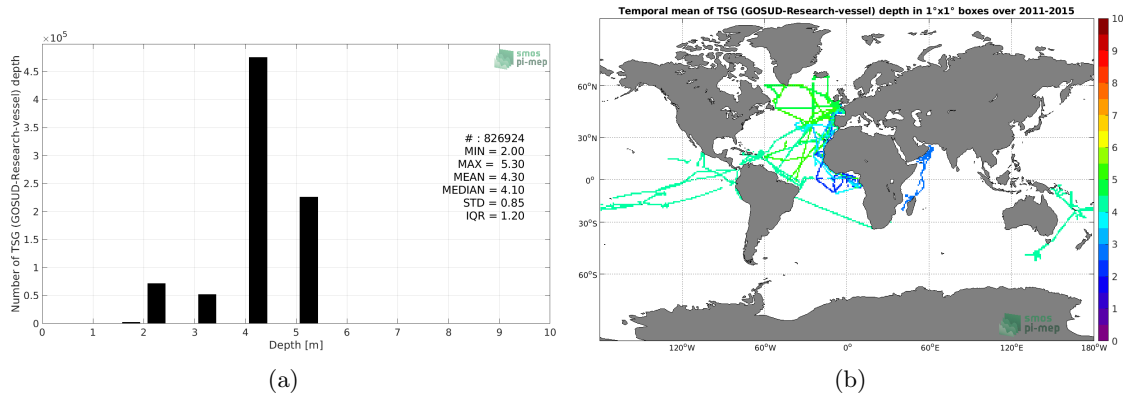 ×10⁵
4.5
4
3.5
3
2.5
2
1.5
1
0.5
0
Number of TSG (GOSUD-Research-vessel) depth
smos
pi-mep
# : 826924
MIN = 2.00
MAX = 5.30
MEAN = 4.30
MEDIAN = 4.10
STD = 0.85
IQR = 1.20
0 1 2 3 4 5 6 7 8 9 10
Depth [m]
(a)
Temporal mean of TSG (GOSUD-Research-vessel) depth in 1°x1° boxes over 2011-2015
60°N
30°N
0°
30°S
60°S
120°W 60°W 0° 60°E 120°E 180°W
smos
pi-mep
10
9
8
7
6
5
4
3
2
1
0
(b)